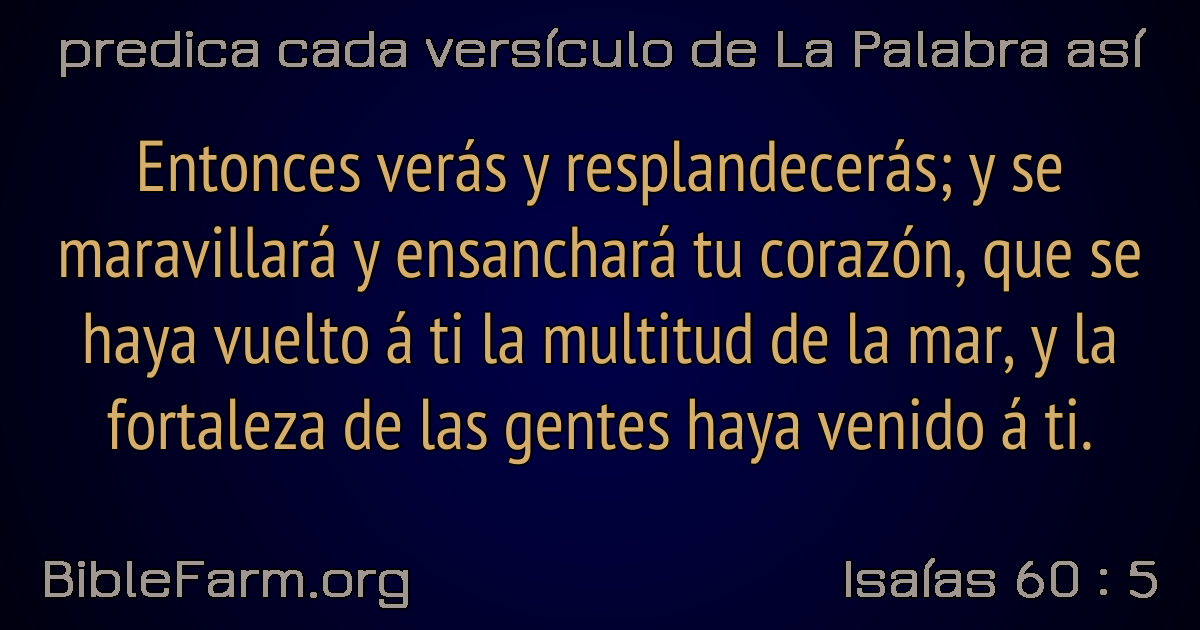 predica cada versículo de La Palabra así
Entonces verás y resplandecerás; y se
maravillará y ensanchará tu corazón, que se
haya vuelto á ti la multitud de la mar, y la
fortaleza de las gentes haya venido á ti.
BibleFarm.org
Isaías 60 : 5